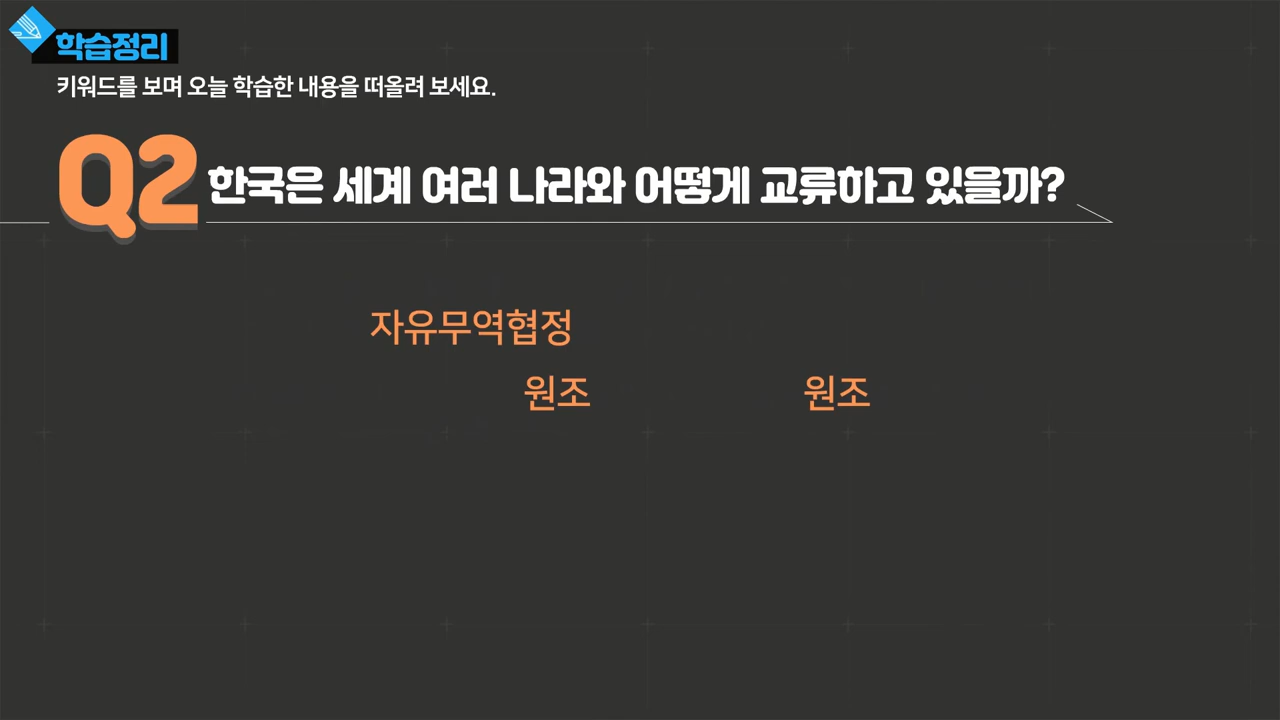 학습정리
키워드를 보며 오늘 학습한 내용을 떠올려 보세요.
Q2 한국은 세계 여러 나라와 어떻게 교류하고 있을까?
자유무역협정
원조 원조